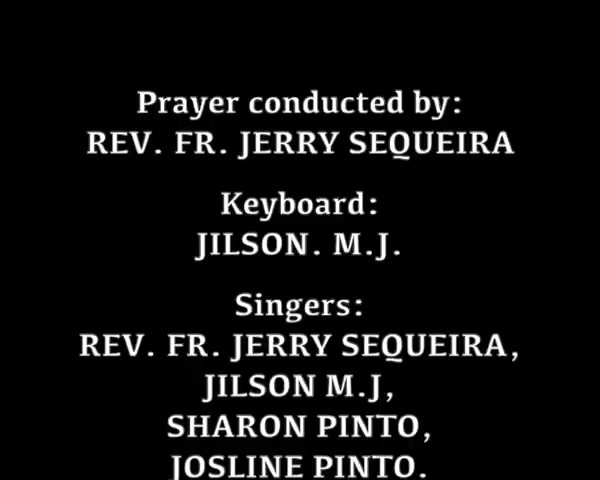 Prayer conducted by:
REV. FR. JERRY SEQUEIRA
Keyboard:
JILSON. M.J.
Singers:
REV. FR. JERRY SEQUEIRA,
JILSON M.J,
SHARON PINTO,
JOSLINE PINTO.